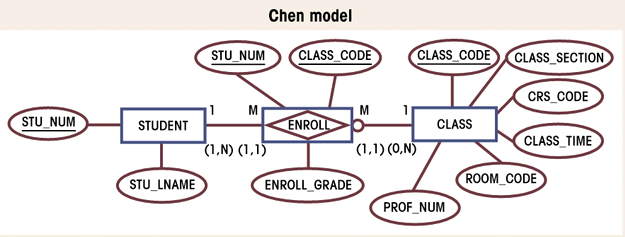 Chen model
STU_NUM
CLASS_CODE
CLASS_CODE
CLASS_SECTION
CRS_CODE
STU_NUM
STUDENT
1
M
ENROLL
M
1
CLASS
(1,N)
(1,1)
(1,1)
(0,N)
CLASS_TIME
STU_LNAME
ENROLL_GRADE
PROF_NUM
ROOM_CODE